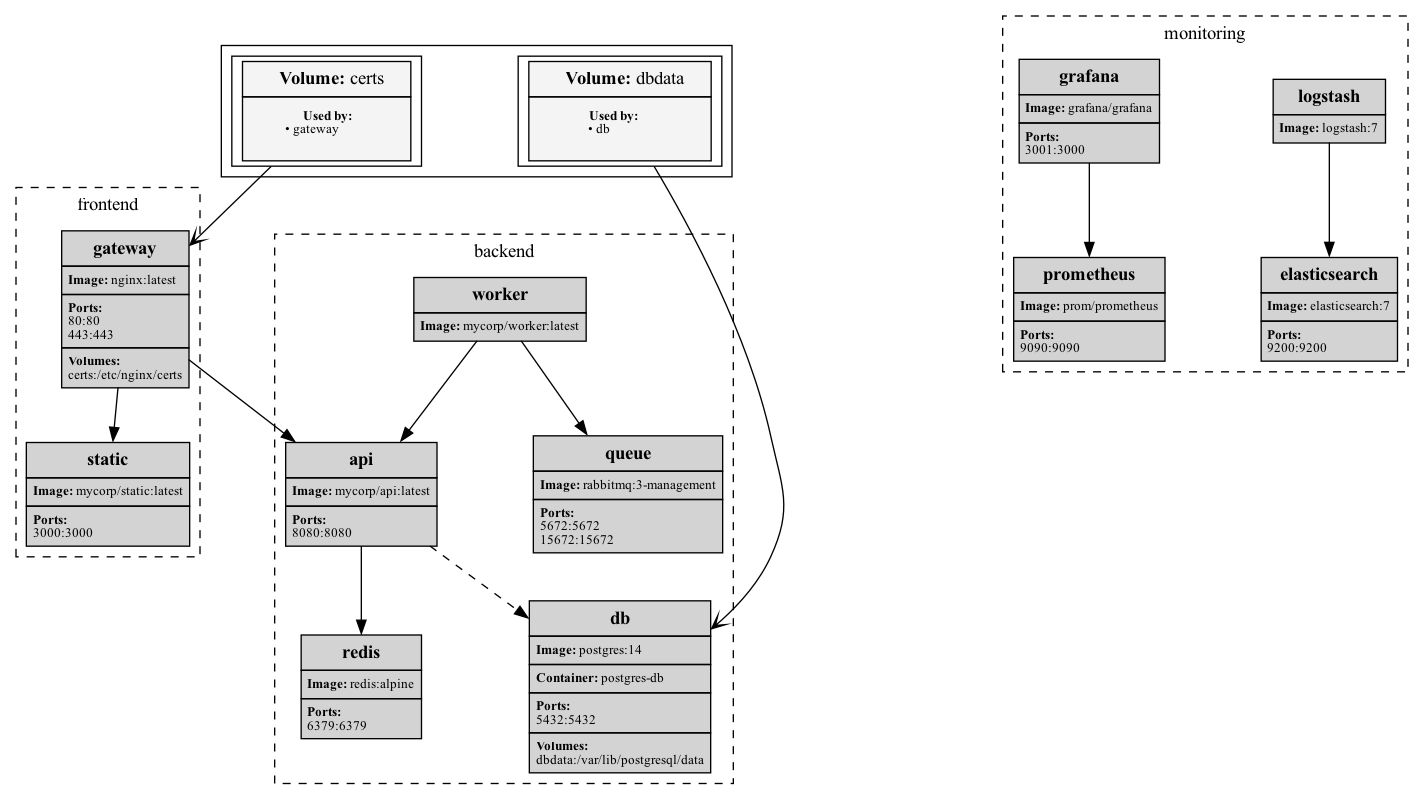 Volume: certs
Used by:
• gateway
Volume: dbdata
Used by:
• db
monitoring
grafana
Image: grafana/grafana
Ports:
3001:3000
logstash
Image: logstash:7
prometheus
Image: prom/prometheus
Ports:
9090:9090
elasticsearch
Image: elasticsearch:7
Ports:
9200:9200
frontend
gateway
Image: nginx:latest
Ports:
80:80
443:443
Volumes:
certs:/etc/nginx/certs
static
Image: mycorp/static:latest
Ports:
3000:3000
backend
worker
Image: mycorp/worker:latest
api
Image: mycorp/api:latest
Ports:
8080:8080
queue
Image: rabbitmq:3-management
Ports:
5672:5672
15672:15672
redis
Image: redis:alpine
Ports:
6379:6379
db
Image: postgres:14
Container: postgres-db
Ports:
5432:5432
Volumes:
dbdata:/var/lib/postgresql/data